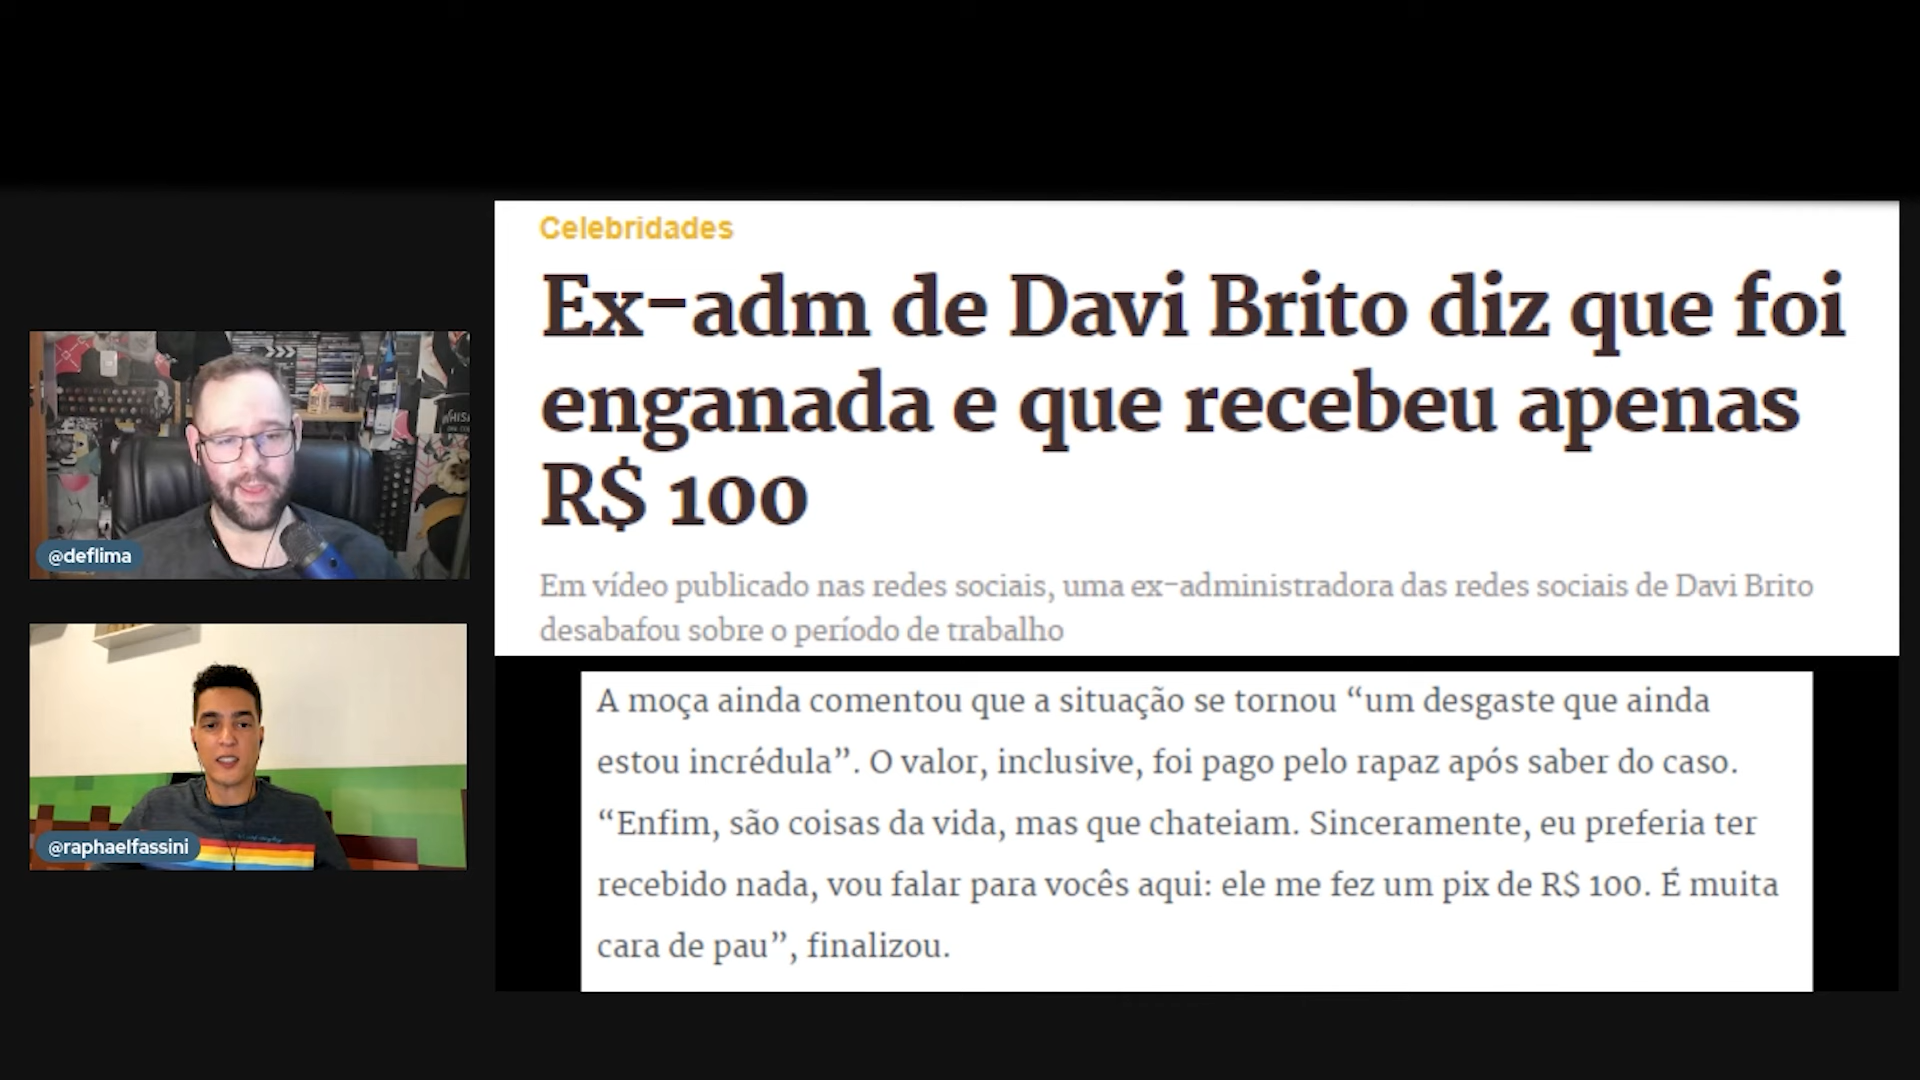 Celebridades
Ex-adm de Davi Brito diz que foi
enganada e que recebeu apenas
R$ 100
Em vídeo publicado nas redes sociais, uma ex-administradora das redes sociais de Davi Brito
desabafou sobre o período de trabalho
A moça ainda comentou que a situação se tornou “um desgaste que ainda
estou incrédula”. O valor, inclusive, foi pago pelo rapaz após saber do caso.
“Enfim, são coisas da vida, mas que chateiam. Sinceramente, eu preferia ter
recebido nada, vou falar para vocês aqui: ele me fez um pix de R$ 100. É muita
cara de pau”, finalizou.
@deflima
@raphaelfassini